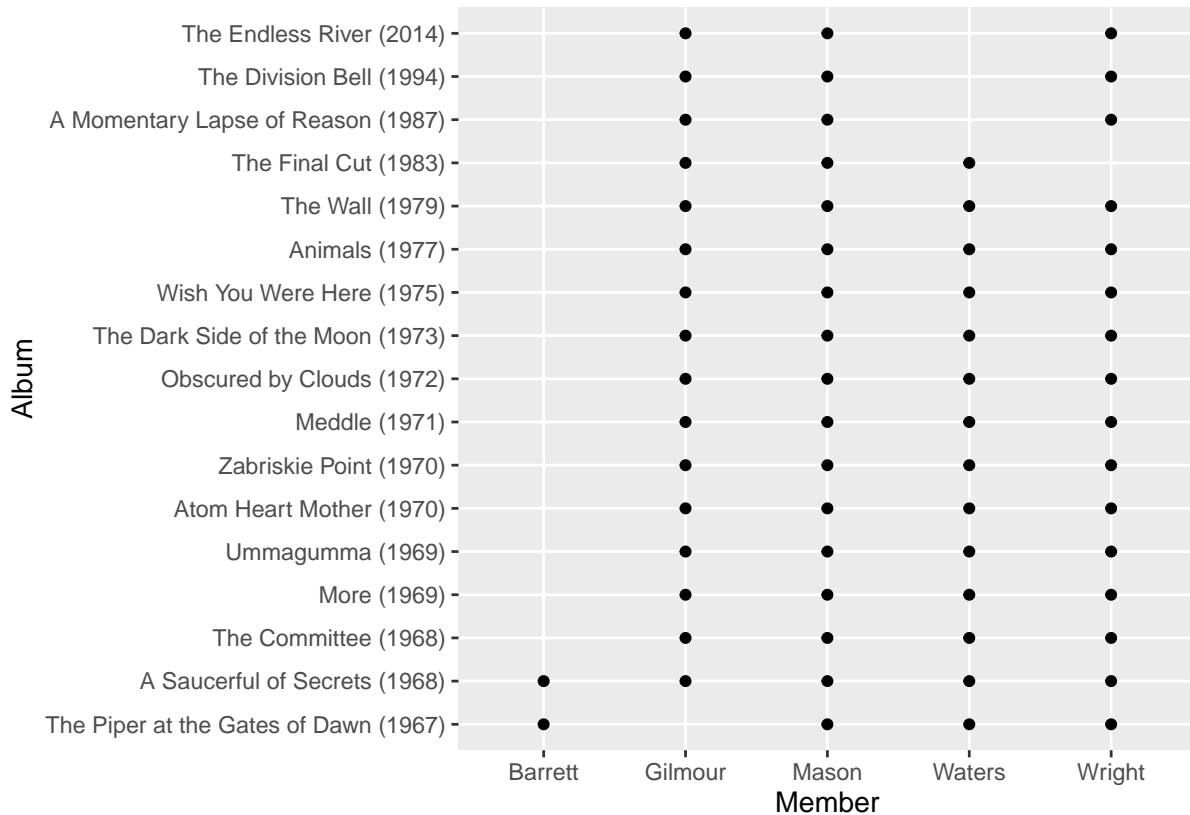 The Endless River (2014)
The Division Bell (1994)
A Momentary Lapse of Reason (1987)
The Final Cut (1983)
The Wall (1979)
Animals (1977)
Wish You Were Here (1975)
The Dark Side of the Moon (1973)
Obscured by Clouds (1972)
Meddle (1971)
Zabriskie Point (1970)
Atom Heart Mother (1970)
Ummagumma (1969)
More (1969)
The Committee (1968)
A Saucerful of Secrets (1968)
The Piper at the Gates of Dawn (1967)
Album
Barrett Gilmour Mason Waters Wright
Member